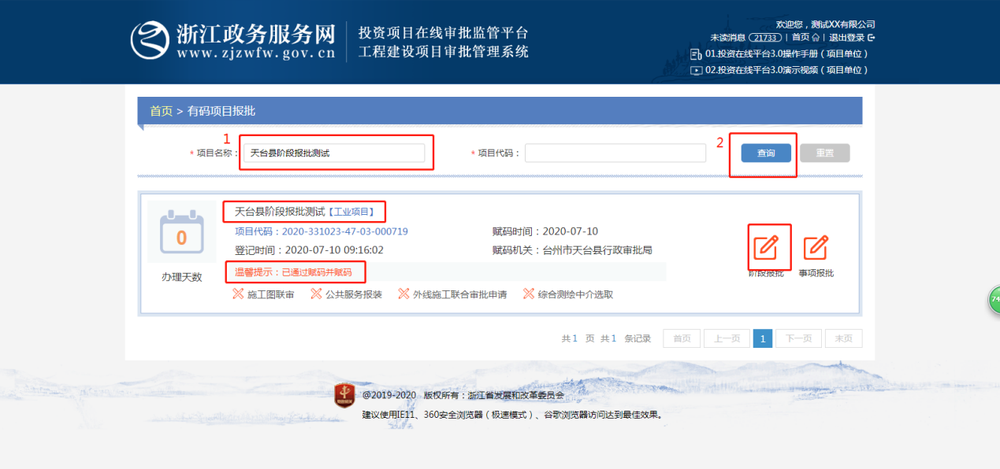 浙江政务服务网
www.zjzwfw.gov.cn
投资项目在线审批监管平台
工程建设项目审批管理系统
欢迎您，测试XX有限公司
未读消息 21733 | 首页 | 退出登录
01.投资在线平台3.0操作手册（项目单位）
02.投资在线平台3.0演示视频（项目单位）
首页 > 有码项目报批
1 * 项目名称： 天台县阶段报批测试 * 项目代码： 2 查询 重置
天台县阶段报批测试【工业项目】
0
项目代码：2020-331023-47-03-000719 赋码时间：2020-07-10
登记时间：2020-07-10 09:16:02 赋码机关：台州市天台县行政审批局
办理天数 温馨提示：已通过赋码并赋码 阶段报批 事项报批
施工图联审 公共服务报装 外线施工联合审批申请 综合测绘中介选取
74
共1 页 共1 条记录 首页 上一页 1 下一页 末页
@2019-2020 版权所有：浙江省发展和改革委员会
建议使用IE11、360安全浏览器（极速模式）、谷歌浏览器访问达到最佳效果。